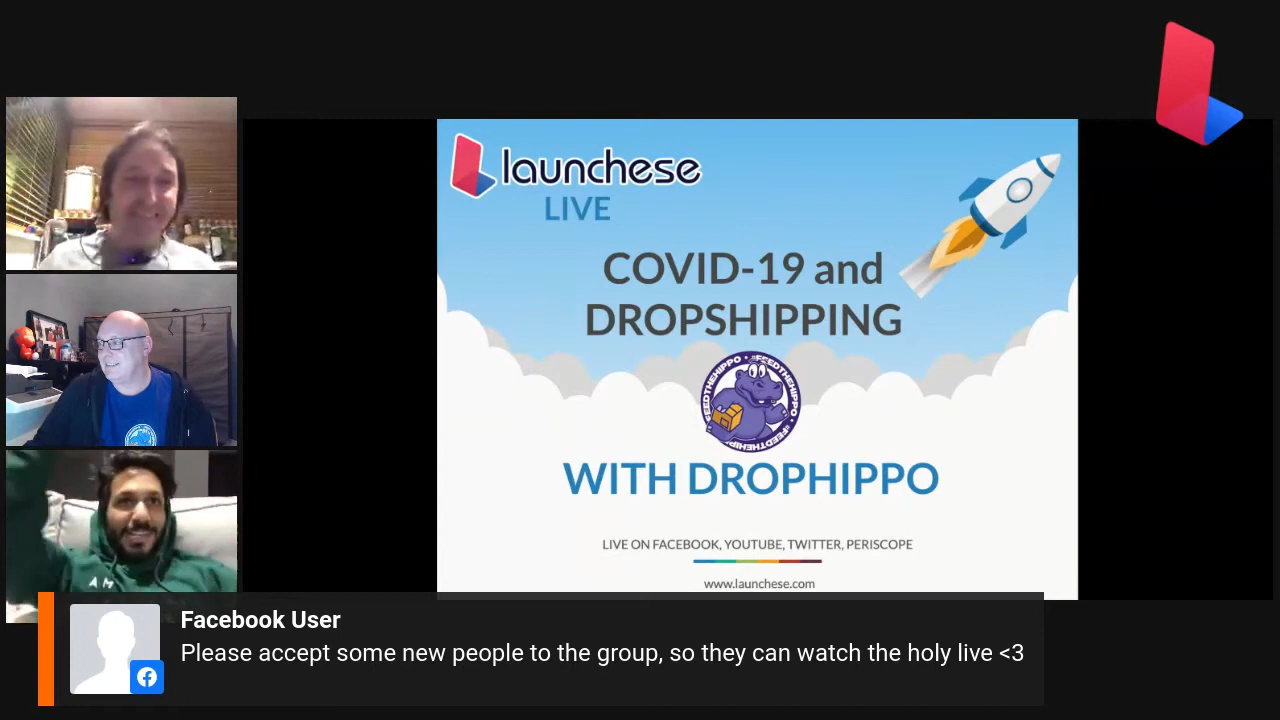 launchese
LIVE
COVID-19 and
DROPSHIPPING
#FEEDTHEHIPPO • #FEEDTHEHIPPO •
WITH DROPHIPPO
LIVE ON FACEBOOK, YOUTUBE, TWITTER, PERISCOPE
www.launchese.com
A M
Facebook User
Please accept some new people to the group, so they can watch the holy live <3